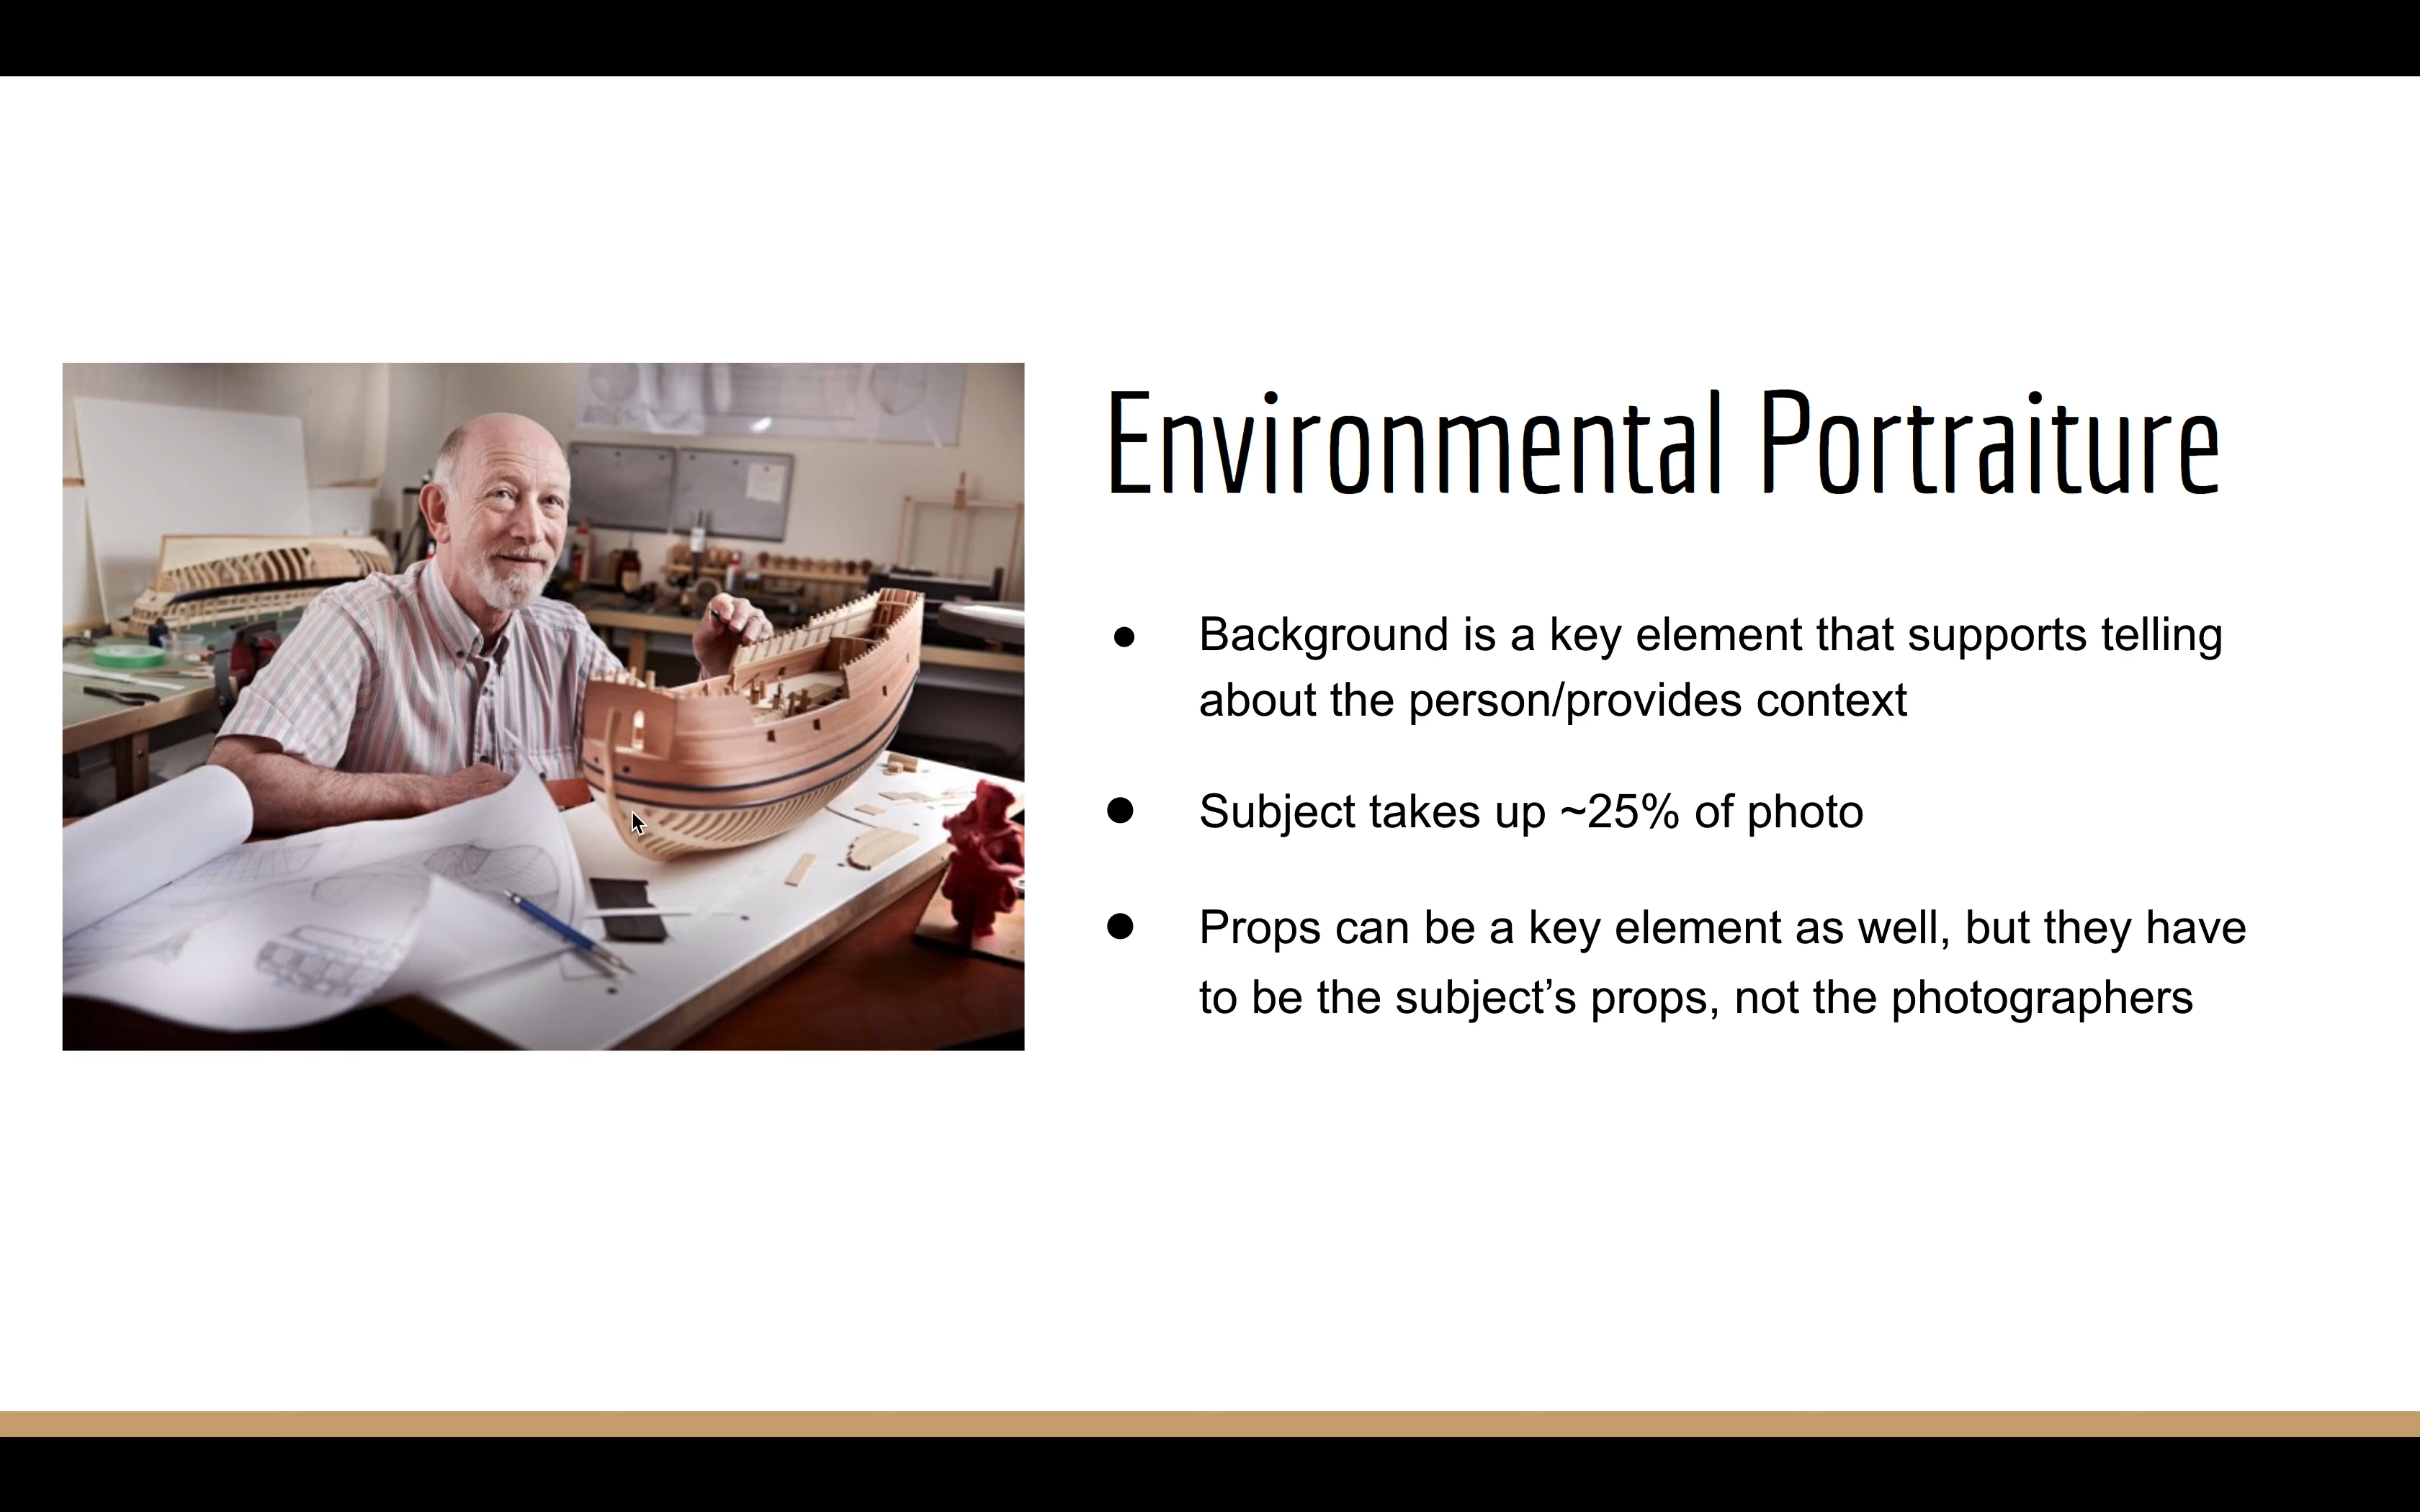 Environmental Portraiture
● Background is a key element that supports telling
about the person/provides context
● Subject takes up ~25% of photo
● Props can be a key element as well, but they have
to be the subject’s props, not the photographers